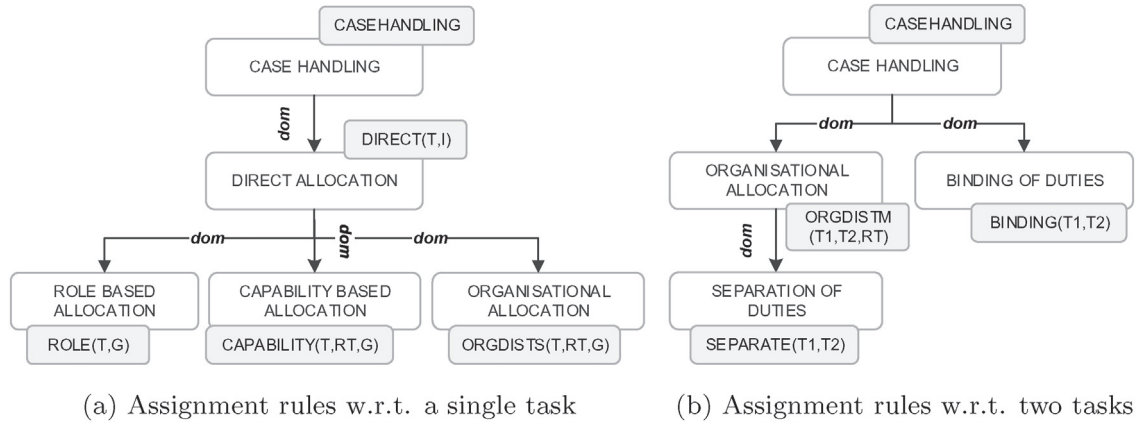 CASEHANDLING
CASE HANDLING
dom
DIRECT(T,I)
DIRECT ALLOCATION
dom
dom
dom
ROLE BASED
ALLOCATION
ROLE(T,G)
CAPABILITY BASED
ALLOCATION
CAPABILITY(T,RT,G)
ORGANISATIONAL
ALLOCATION
ORGDISTS(T,RT,G)
(a) Assignment rules w.r.t. a single task
CASEHANDLING
CASE HANDLING
dom
dom
ORGANISATIONAL
ALLOCATION
ORGDISTM
(T1,T2,RT)
BINDING OF DUTIES
BINDING(T1,T2)
dom
SEPARATION OF
DUTIES
SEPARATE(T1,T2)
(b) Assignment rules w.r.t. two tasks